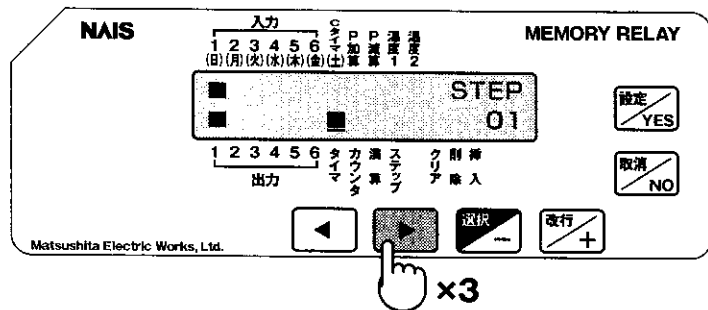 NAiS
MEMORY RELAY
入力
1 2 3 4 5 6
(日)(月)(火)(水)(木)(金)(土)
Cタイマ
P加算
P減算
温度1
温度2
STEP
01
1 2 3 4 5 6
出力
タイマ
カウンタ
演算
ステップ
クリア
削除
挿入
設定/YES
取消/NO
◀
▶
選択/−
改行/+
Matsushita Electric Works, Ltd.
×3